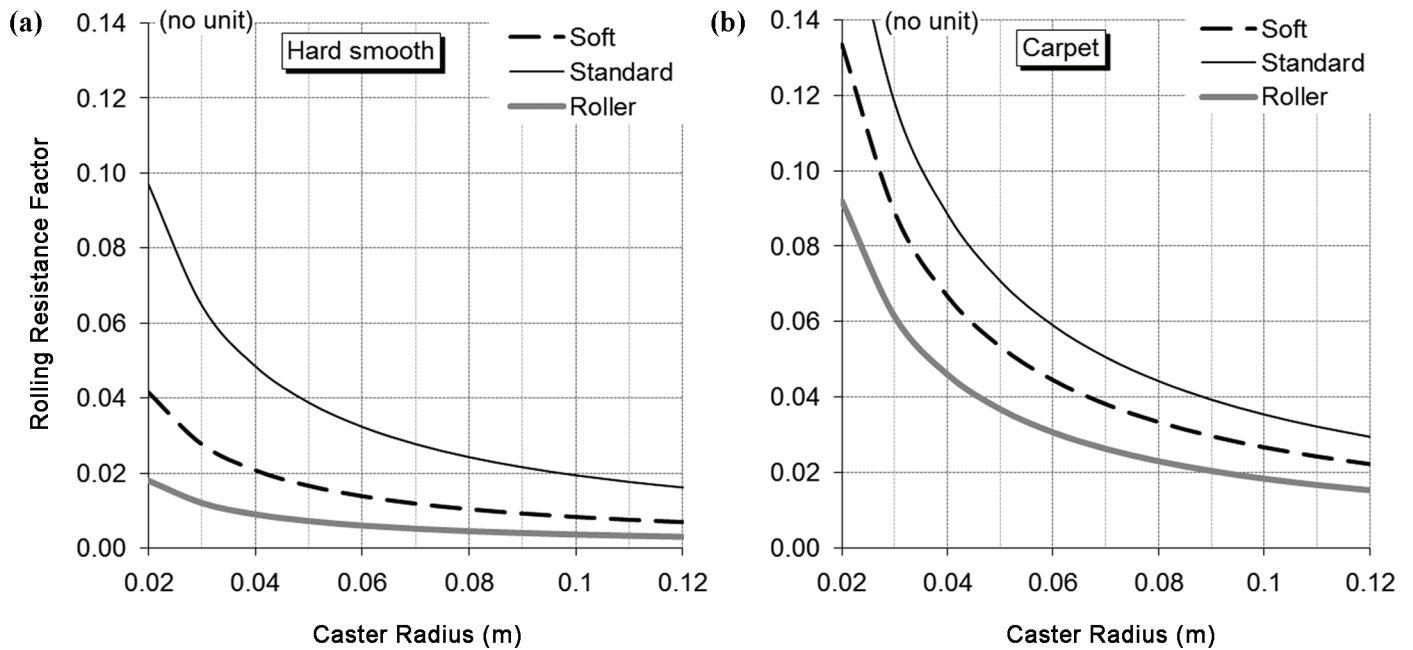 (a)
(no unit)
Hard smooth
Soft
Standard
Roller
0.14
0.12
0.10
0.08
0.06
0.04
0.02
0.00
Rolling Resistance Factor
0.02 0.04 0.06 0.08 0.1 0.12
Caster Radius (m)
(b)
(no unit)
Carpet
Soft
Standard
Roller
0.14
0.12
0.10
0.08
0.06
0.04
0.02
0.00
0.02 0.04 0.06 0.08 0.1 0.12
Caster Radius (m)